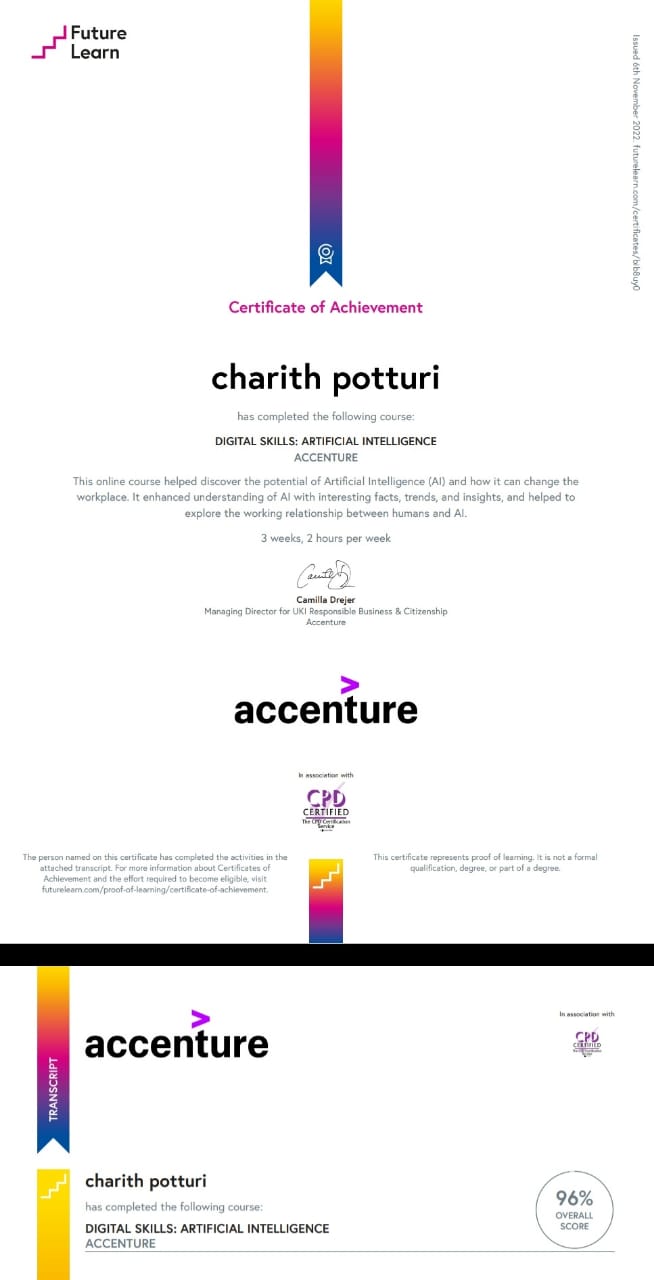 Future
Learn
Issued 6th November 2022. futurelearn.com/certificates/bib8uy0
Certificate of Achievement
charith potturi
has completed the following course:
DIGITAL SKILLS: ARTIFICIAL INTELLIGENCE
ACCENTURE
This online course helped discover the potential of Artificial Intelligence (AI) and how it can change the
workplace. It enhanced understanding of AI with interesting facts, trends, and insights, and helped to
explore the working relationship between humans and AI.
3 weeks, 2 hours per week
Camilla Drejer
Managing Director for UKI Responsible Business & Citizenship
Accenture
accenture
In association with
CPD
CERTIFIED
The CPD Certification
Service
The person named on this certificate has completed the activities in the
attached transcript. For more information about Certificates of
Achievement and the effort required to become eligible, visit
futurelearn.com/proof-of-learning/certificate-of-achievement.
This certificate represents proof of learning. It is not a formal
qualification, degree, or part of a degree.
TRANSCRIPT
accenture
In association with
CPD
CERTIFIED
charith potturi
has completed the following course:
DIGITAL SKILLS: ARTIFICIAL INTELLIGENCE
ACCENTURE
96%
OVERALL
SCORE